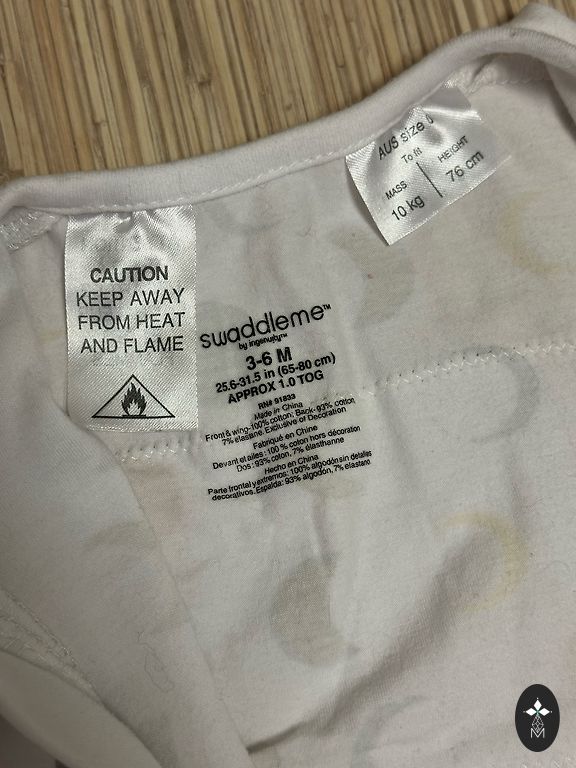 CAUTION
KEEP AWAY
FROM HEAT
AND FLAME
AUS size 0
To fit
MASS
10 kg
HEIGHT
76 cm
swaddleme™
by ingenuity™
3-6 M
25.6-31.5 in (65-80 cm)
APPROX 1.0 TOG
RN# 91833
Made in China
Front & wing-100% cotton; Back- 93% cotton
7% elastane. Exclusive of Decoration
Fabriqué en Chine
Devant et ailes : 100 % coton hors décoration
Dos : 93% coton, 7% élasthanne
Hecho en China
Parte frontal y extremos: 100% algodón sin detalles
decorativos. Espalda: 93% algodón, 7% elastano
M